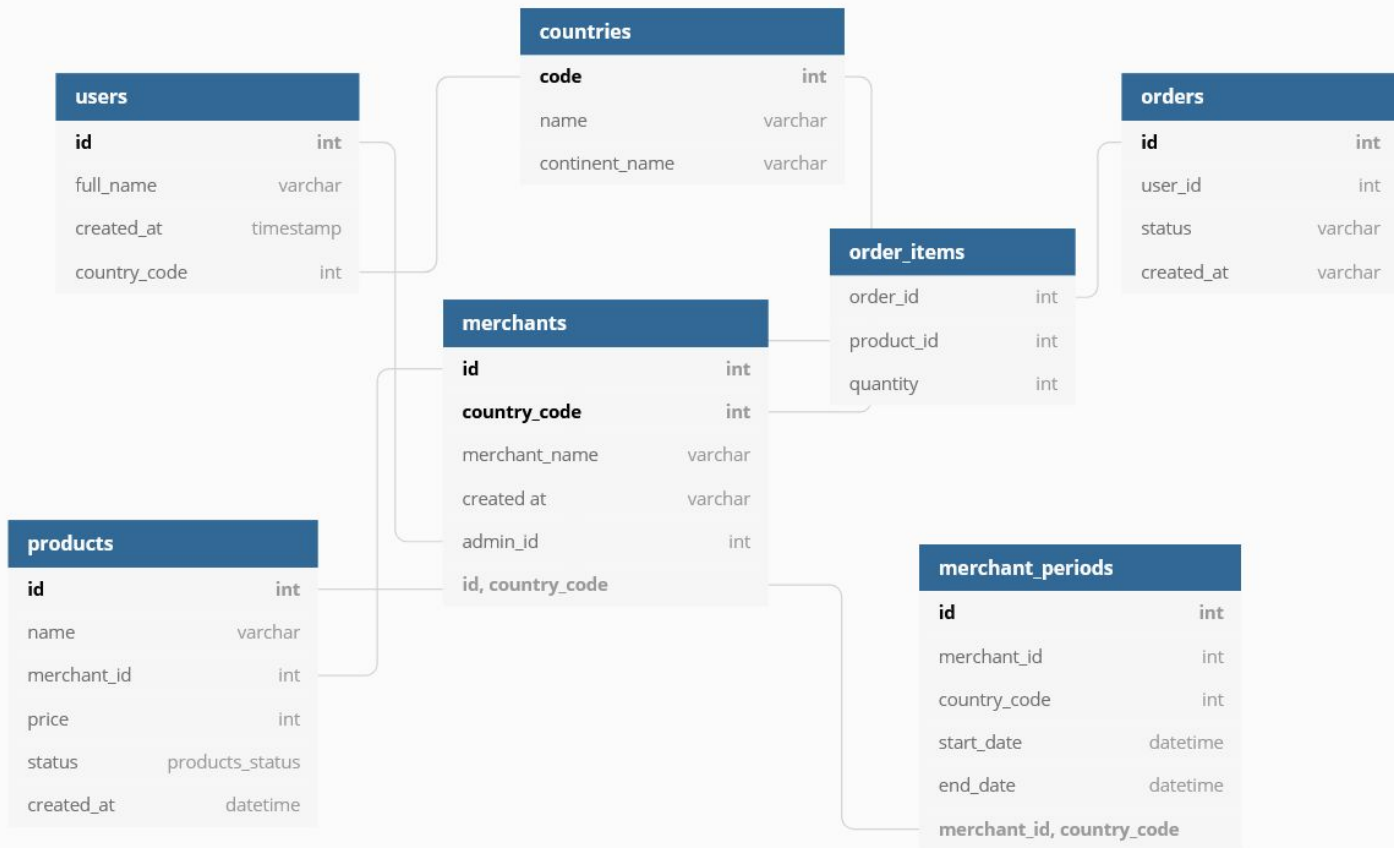 countries
code int
name varchar
continent_name varchar
users
id int
full_name varchar
created_at timestamp
country_code int
orders
id int
user_id int
status varchar
created_at varchar
order_items
order_id int
product_id int
quantity int
merchants
id int
country_code int
merchant_name varchar
created at varchar
admin_id int
id, country_code
products
id int
name varchar
merchant_id int
price int
status products_status
created_at datetime
merchant_periods
id int
merchant_id int
country_code int
start_date datetime
end_date datetime
merchant_id, country_code